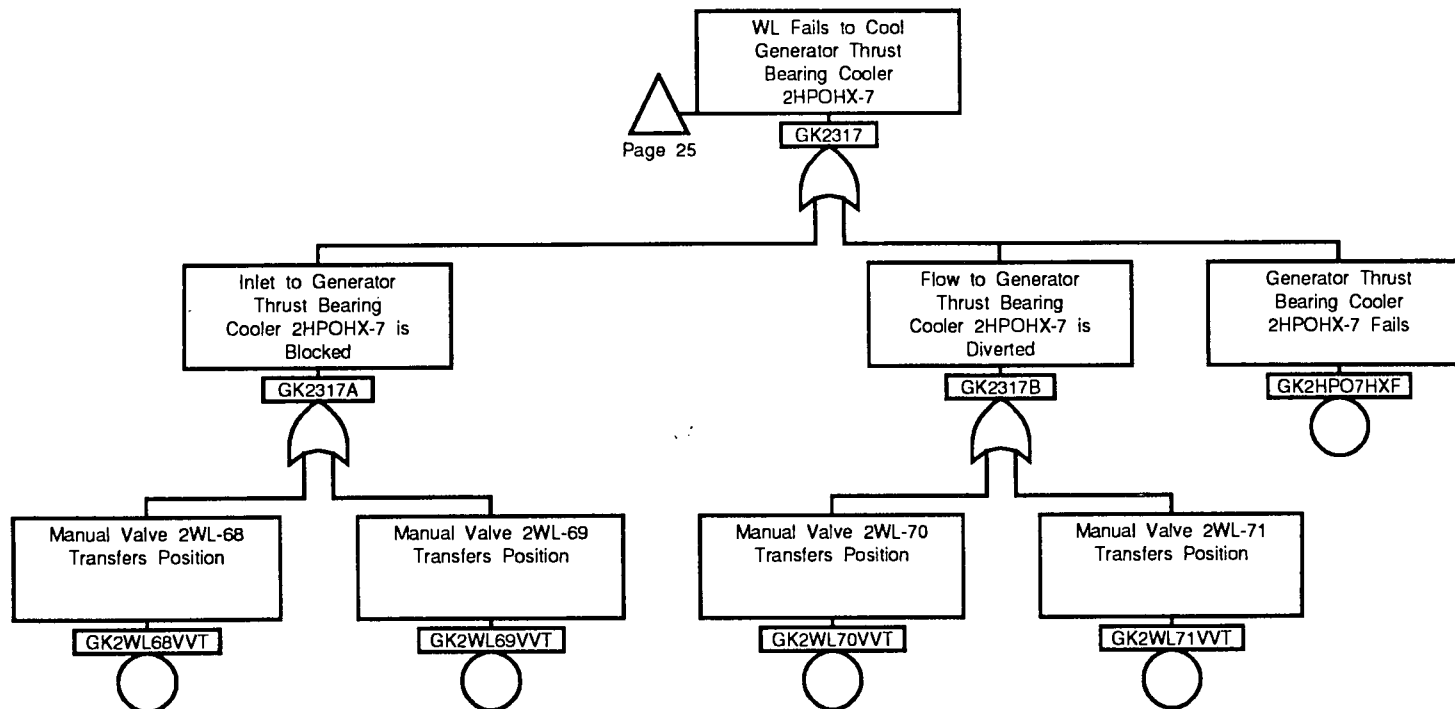 WL Fails to Cool
Generator Thrust
Bearing Cooler
2HPOHX-7
Page 25
GK2317
Inlet to Generator
Thrust Bearing
Cooler 2HPOHX-7 is
Blocked
GK2317A
Flow to Generator
Thrust Bearing
Cooler 2HPOHX-7 is
Diverted
GK2317B
Generator Thrust
Bearing Cooler
2HPOHX-7 Fails
GK2HPO7HXF
Manual Valve 2WL-68
Transfers Position
GK2WL68VVT
Manual Valve 2WL-69
Transfers Position
GK2WL69VVT
Manual Valve 2WL-70
Transfers Position
GK2WL70VVT
Manual Valve 2WL-71
Transfers Position
GK2WL71VVT